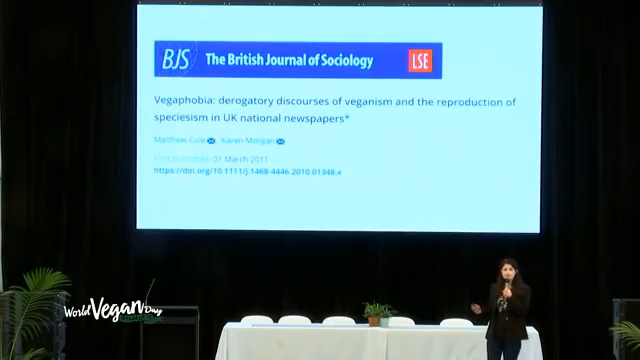 BJS The British Journal of Sociology LSE
Vegaphobia: derogatory discourses of veganism and the reproduction of
speciesism in UK national newspapers*
Matthew Cole, Karen Morgan
First published: 01 March 2011
https://doi.org/10.1111/j.1468-4446.2010.01348.x
World Vegan Day